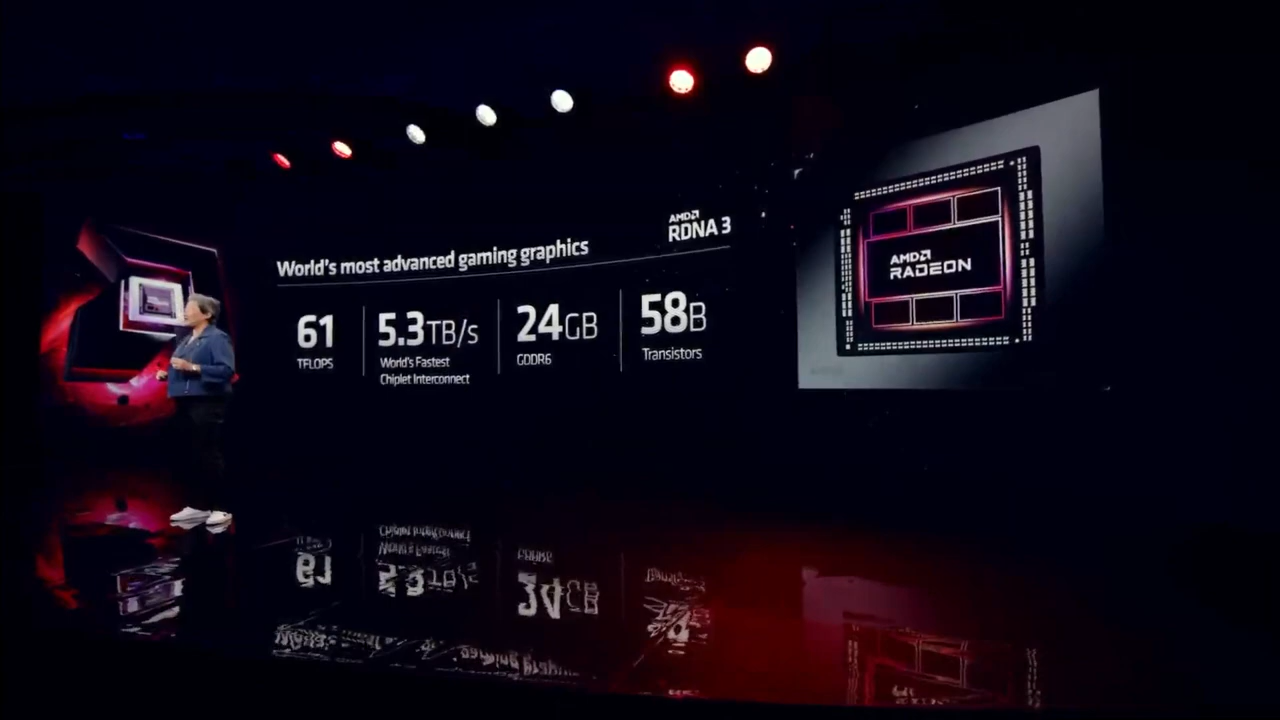 World's most advanced gaming graphics
AMD
RDNA 3
61
TFLOPS
5.3TB/s
World's Fastest
Chiplet Interconnect
24GB
GDDR6
58B
Transistors
AMD
RADEON